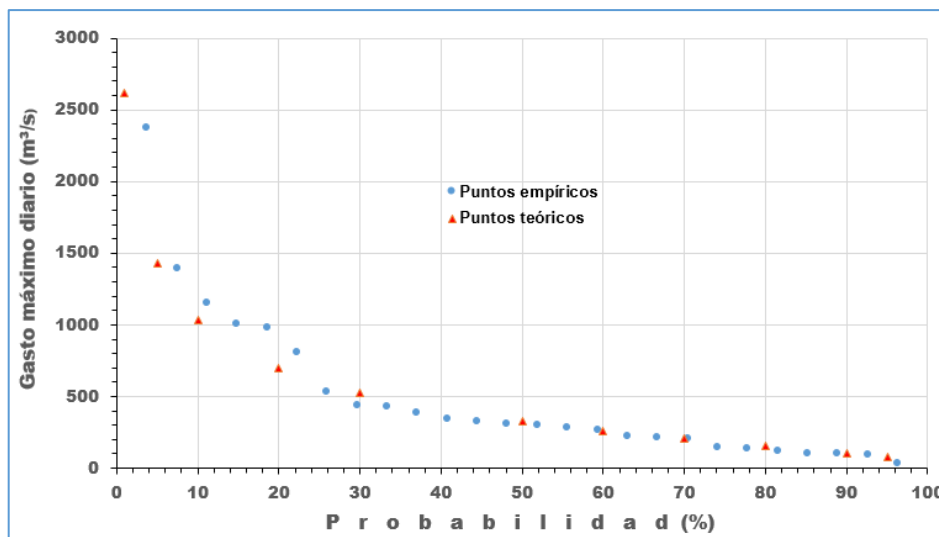 Gasto máximo diario (m³/s)
3000
2500
2000
1500
1000
500
0
Puntos empíricos
Puntos teóricos
0 10 20 30 40 50 60 70 80 90 100
P r o b a b i l i d a d (%)